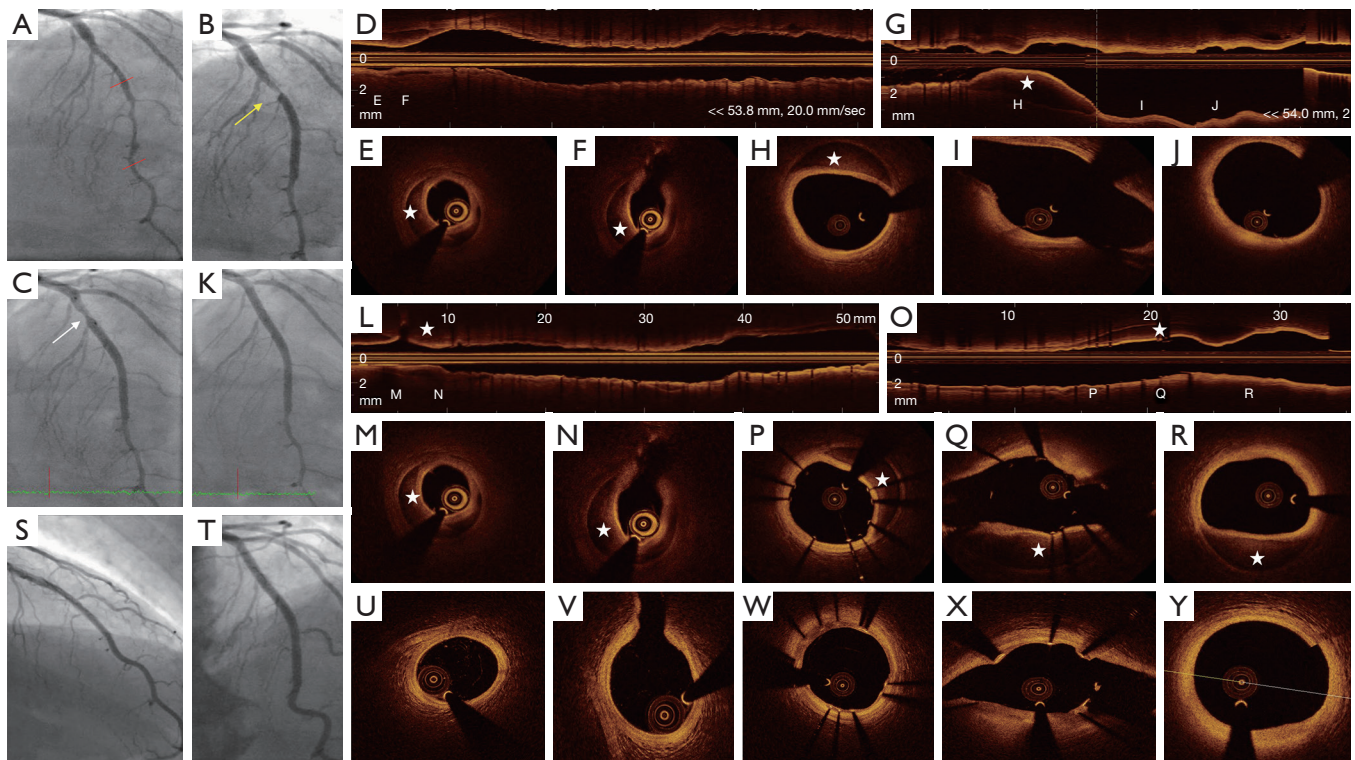 A
B
D
0
2
mm
E F
<< 53.8 mm, 20.0 mm/sec
G
0
2
mm
H I J
<< 54.0 mm, 2
E
F
H
I
J
C
K
L
10 20 30 40 50 mm
0
2
mm
M N
O
10 20 30
0
2
mm
P Q R
M
N
P
Q
R
S
T
U
V
W
X
Y